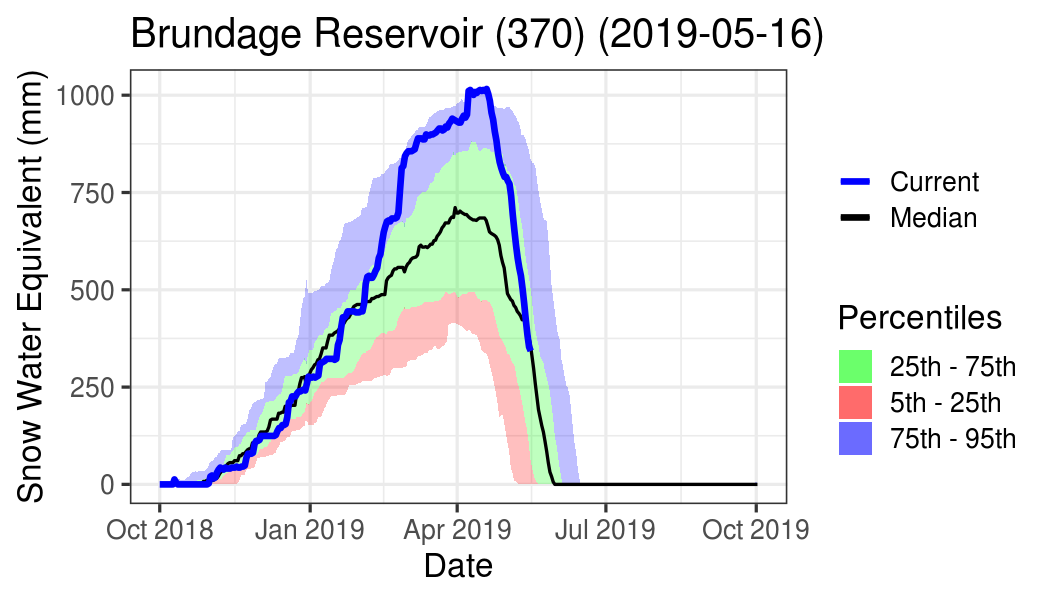 Brundage Reservoir (370) (2019-05-16)
Snow Water Equivalent (mm)
1000
750
500
250
0
Oct 2018
Jan 2019
Apr 2019
Jul 2019
Oct 2019
Date
Current
Median
Percentiles
25th - 75th
5th - 25th
75th - 95th